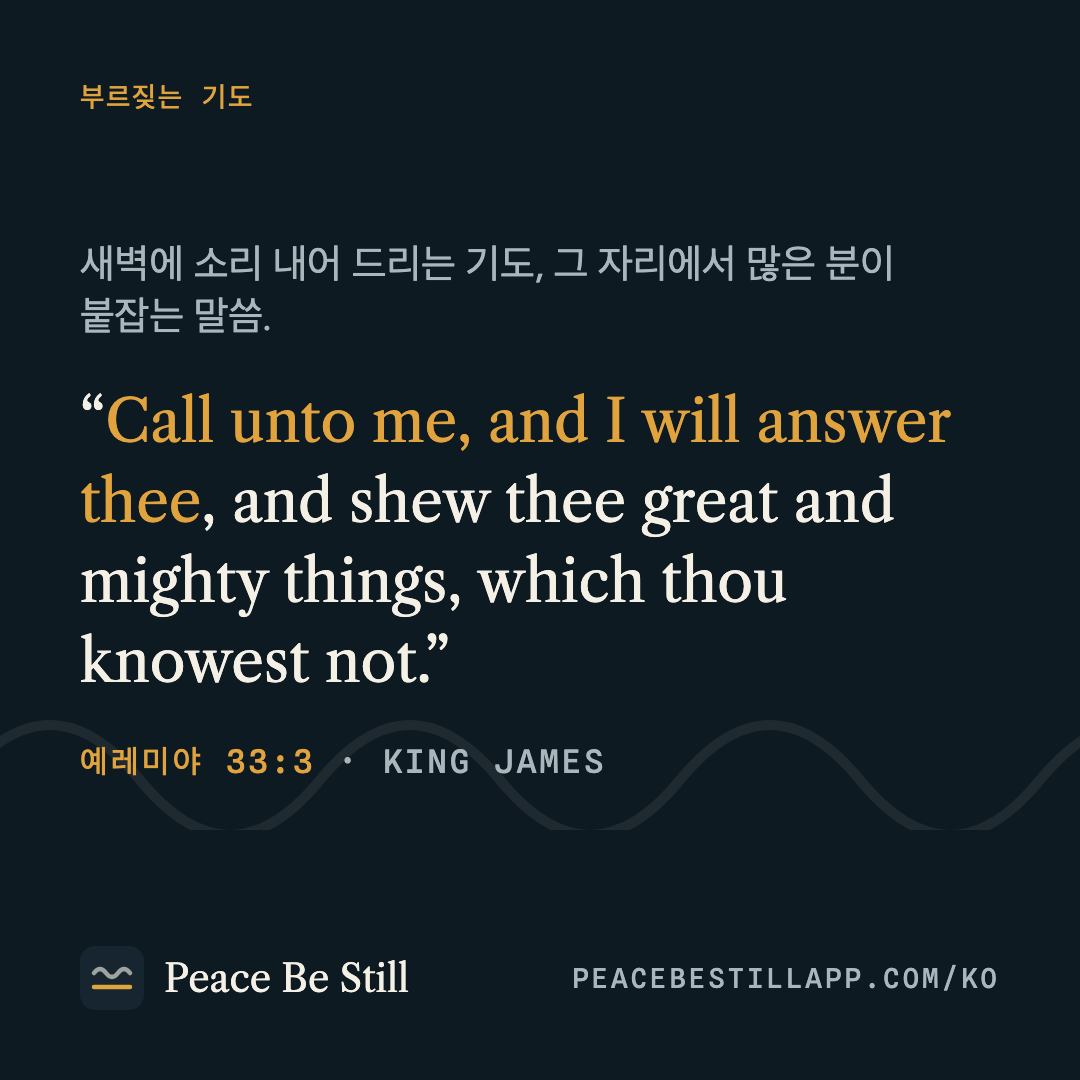 부르짖는 기도
새벽에 소리 내어 드리는 기도, 그 자리에서 많은 분이
붙잡는 말씀.
“Call unto me, and I will answer
thee, and shew thee great and
mighty things, which thou
knowest not.”
예레미야 33:3 · KING JAMES
Peace Be Still
PEACEBESTILLAPP.COM/KO